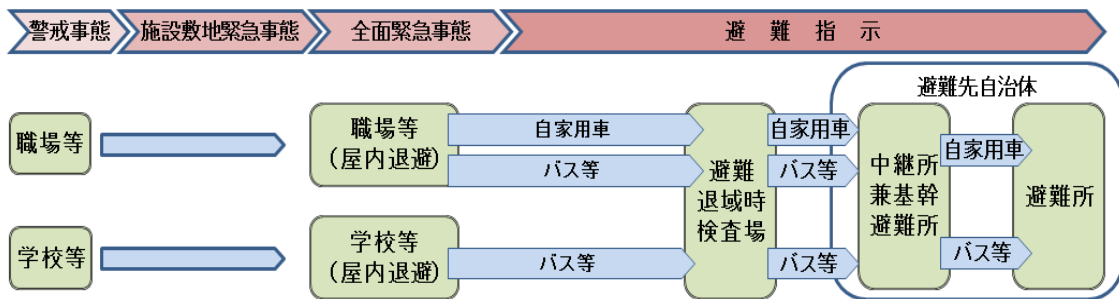 警戒事態
施設敷地緊急事態
全面緊急事態
避難指示
避難先自治体
職場等
職場等
(屋内退避)
自家用車
バス等
避難
退域時
検査場
自家用車
バス等
中継所
兼基幹
避難所
自家用車
避難所
学校等
学校等
(屋内退避)
バス等
バス等
バス等